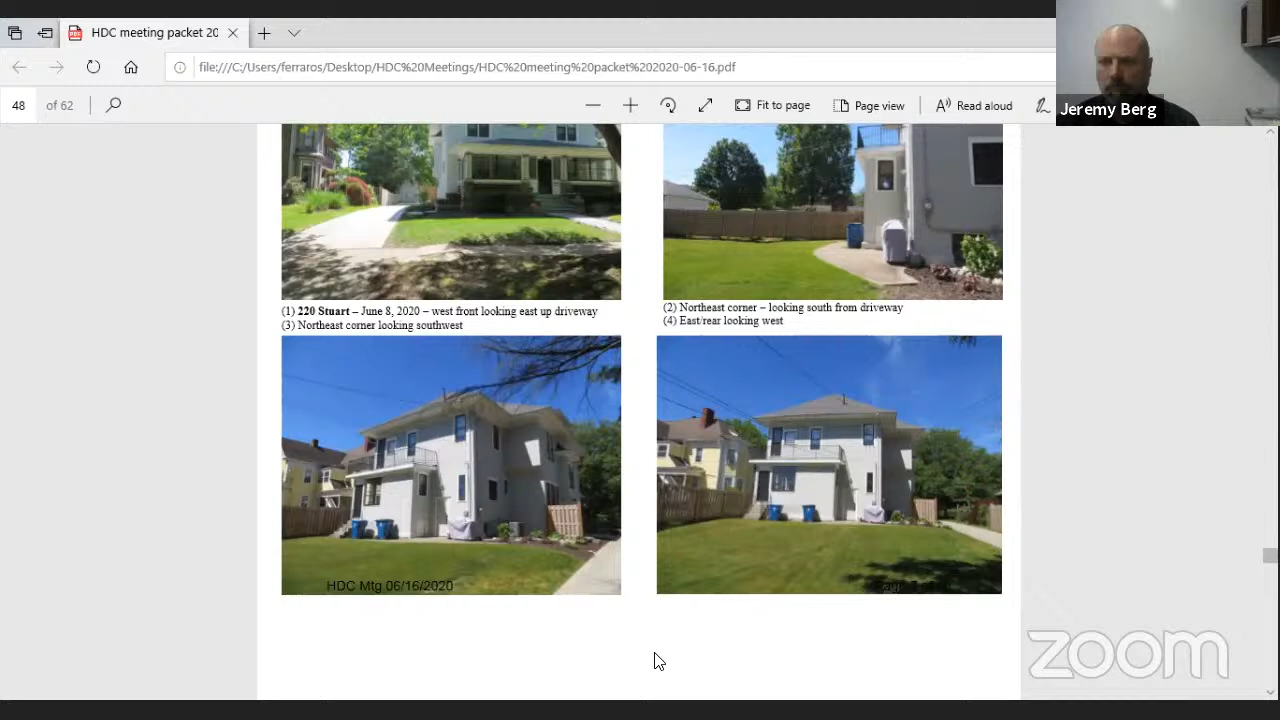 HDC meeting packet 20
file:///C:/Users/ferraros/Desktop/HDC%20Meetings/HDC%20meeting%20packet%202020-06-16.pdf
48 of 62
Fit to page
Page view
Read aloud
Jeremy Berg
(1) 220 Stuart – June 8, 2020 – west front looking east up driveway
(3) Northeast corner looking southwest
(2) Northeast corner – looking south from driveway
(4) East/rear looking west
HDC Mtg 06/16/2020
zoom